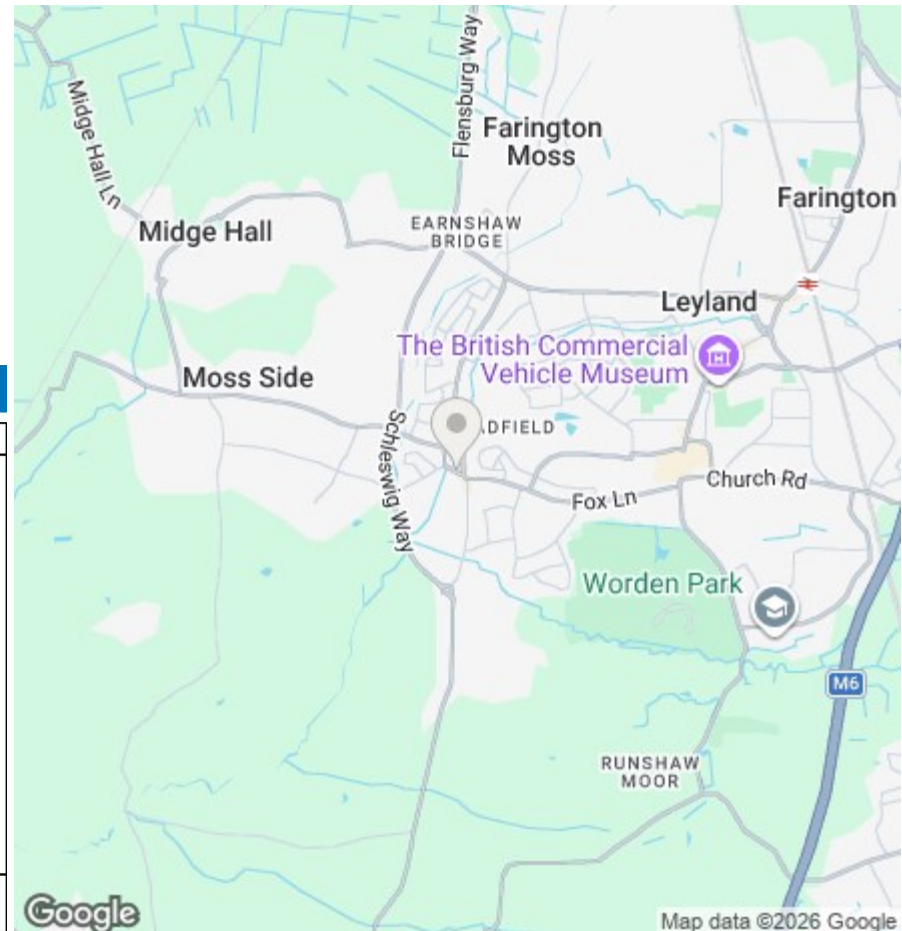 Flensburg Way
Farington
Moss
Midge Hall Ln
Farington
Midge Hall
EARNSHAW
BRIDGE
Leyland
The British Commercial
Vehicle Museum
Moss Side
Schleswig Way
ADFIELD
Church Rd
Fox Ln
Worden Park
M6
RUNSHAW
MOOR
Google
Map data ©2026 Google